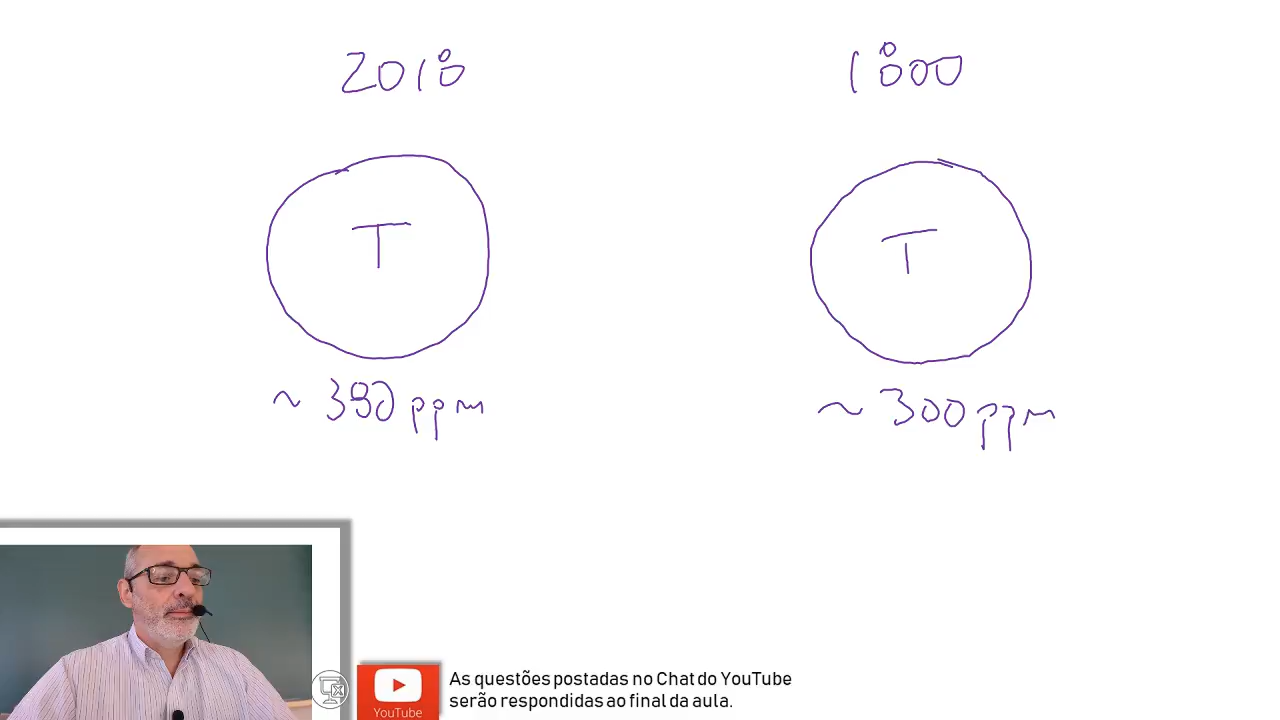 2018
1800
T
T
~ 390 ppm
~ 300 ppm
As questões postadas no Chat do YouTube
serão respondidas ao final da aula.
YouTube